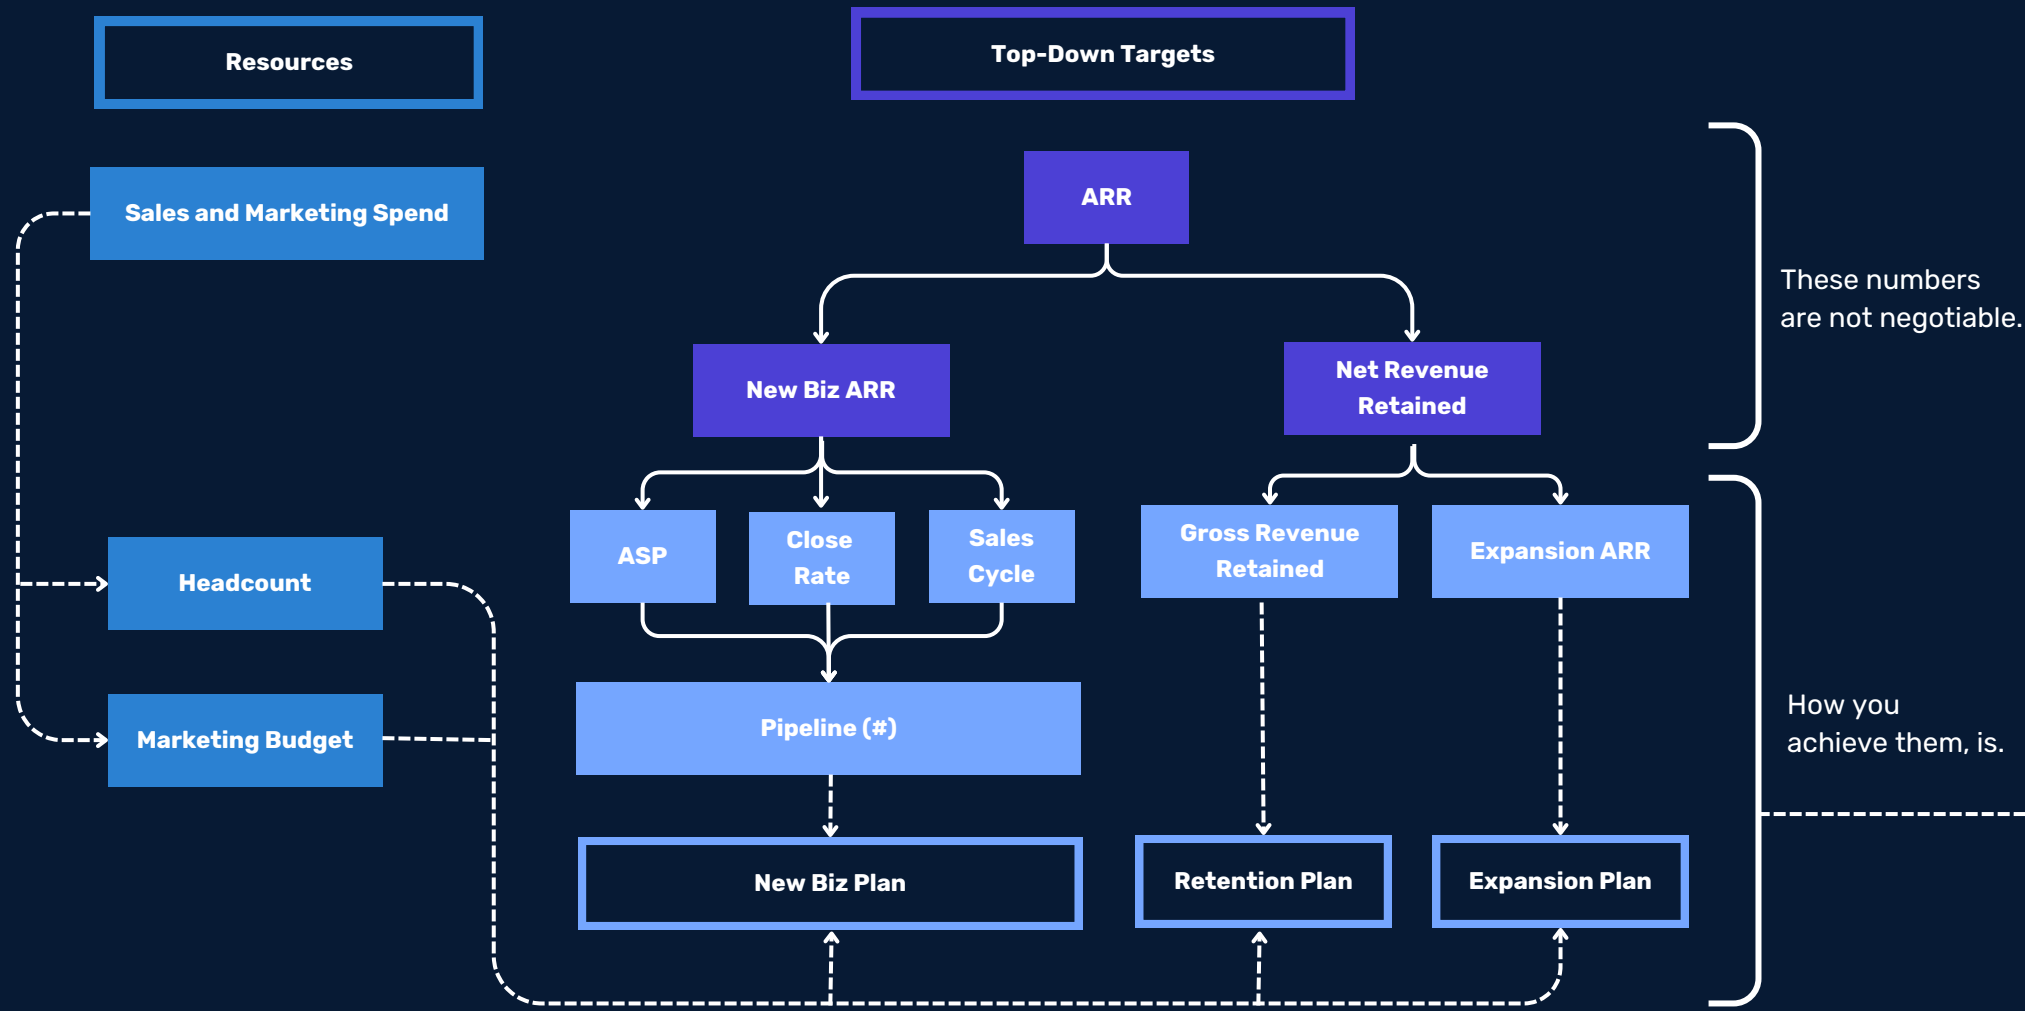 Resources
Top-Down Targets
Sales and Marketing Spend
ARR
These numbers
are not negotiable.
New Biz ARR
Net Revenue
Retained
ASP
Close
Rate
Sales
Cycle
Gross Revenue
Retained
Expansion ARR
Headcount
Marketing Budget
Pipeline (#)
How you
achieve them, is.
New Biz Plan
Retention Plan
Expansion Plan